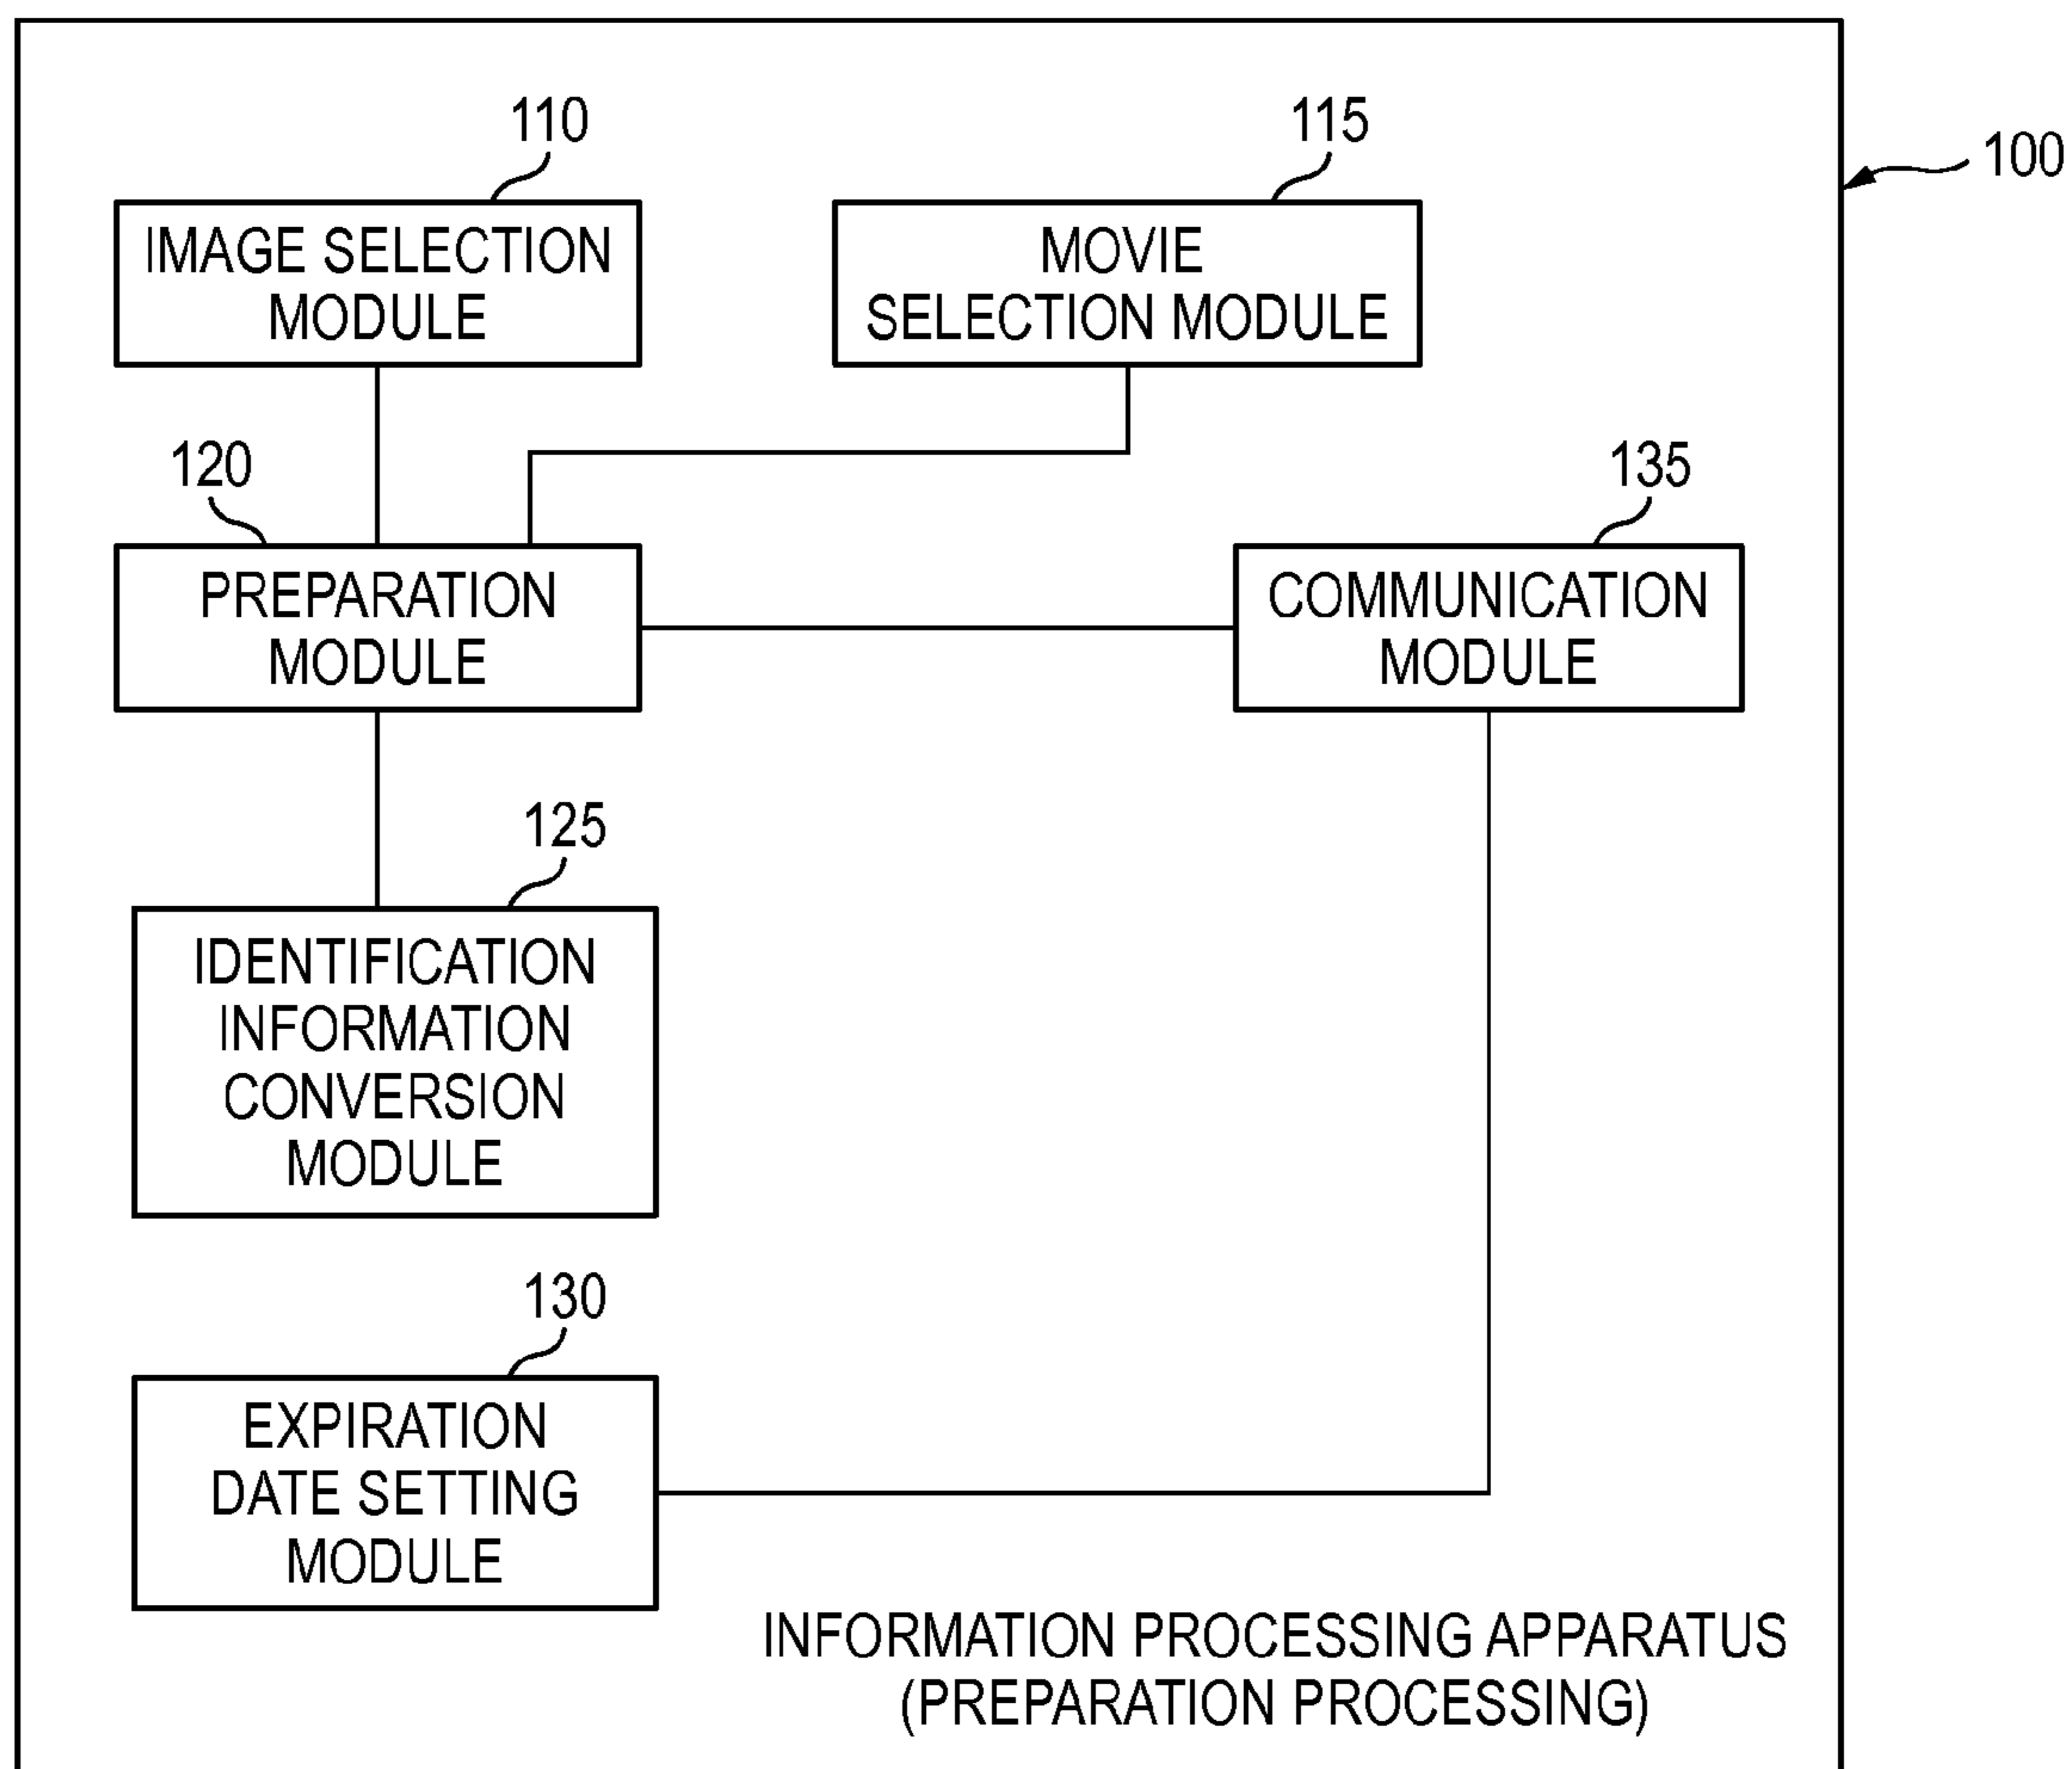 110
115
100
IMAGE SELECTION
MODULE
MOVIE
SELECTION MODULE
120
135
PREPARATION
MODULE
COMMUNICATION
MODULE
125
IDENTIFICATION
INFORMATION
CONVERSION
MODULE
130
EXPIRATION
DATE SETTING
MODULE
INFORMATION PROCESSING APPARATUS
(PREPARATION PROCESSING)